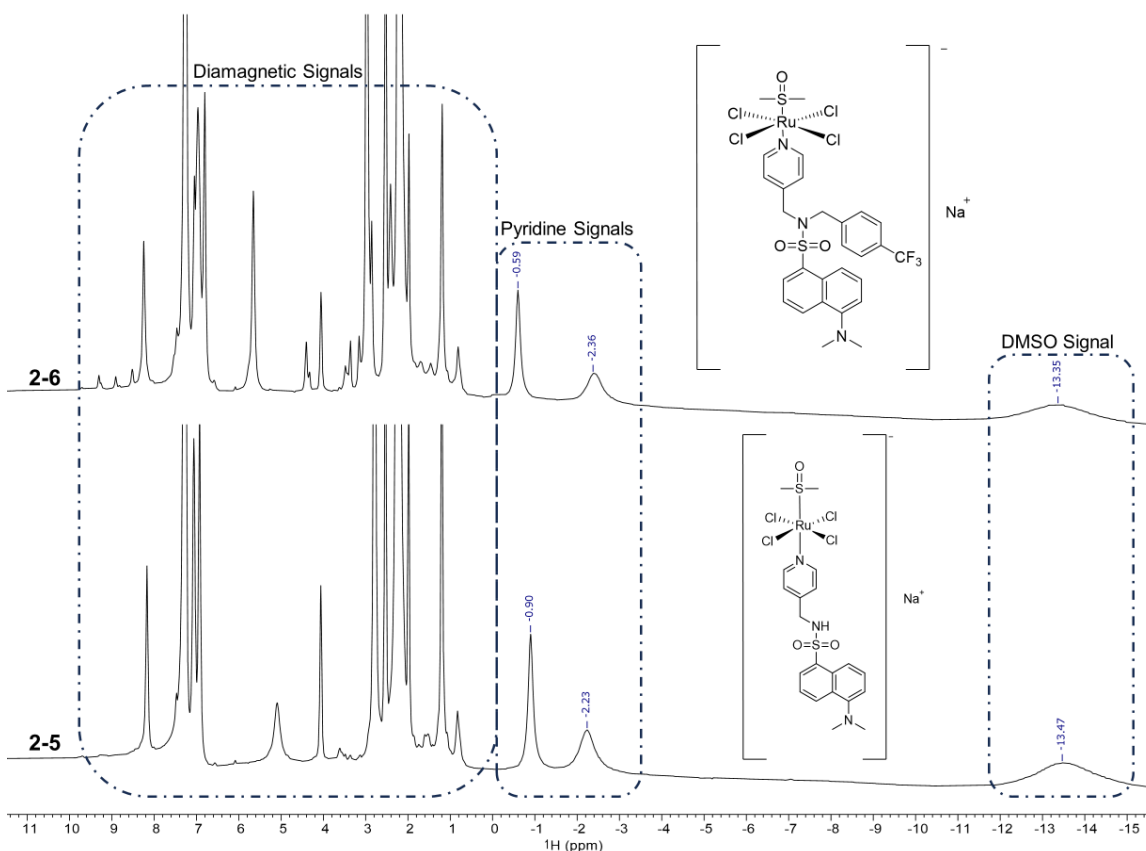 Diamagnetic Signals
Pyridine Signals
DMSO Signal
-0.59
-2.36
-13.35
2-6
O
S
Cl Cl
Ru
Cl Cl
N
N
O=S=O
CF3
N
−
Na+
-0.90
-2.23
-13.47
2-5
O
S
Cl Cl
Ru
Cl Cl
N
NH
O=S=O
N
−
Na+
11 10 9 8 7 6 5 4 3 2 1 0 -1 -2 -3 -4 -5 -6 -7 -8 -9 -10 -11 -12 -13 -14 -15
1H (ppm)